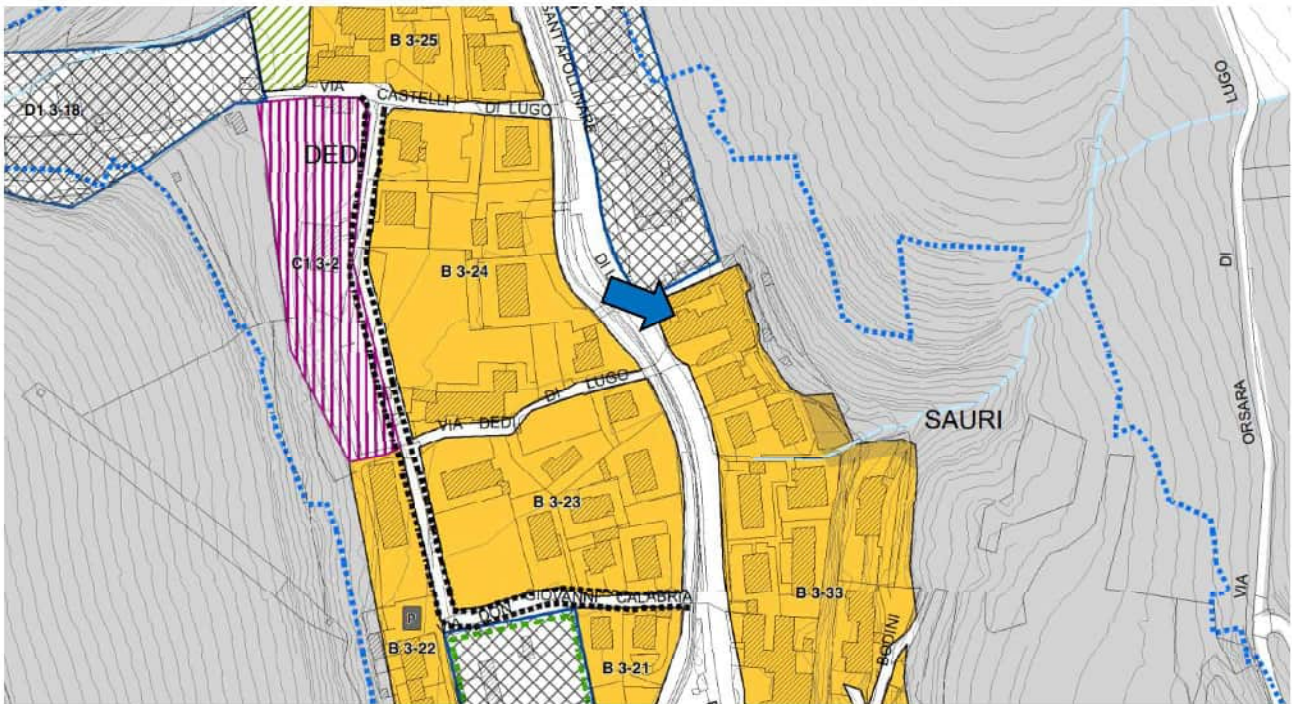 SANT'APOLLINARE
B 3-25
VIA CASTELLI DI LUGO
D1 3-18
DED
C1 3-2
B 3-24
DI
LUGO
DI
ORSARA
VIA
VIA DEDI DI LUGO
SAURI
B 3-23
VIA DON GIOVANNI CALABRIA
B 3-33
P
B 3-22
B 3-21
BODINI